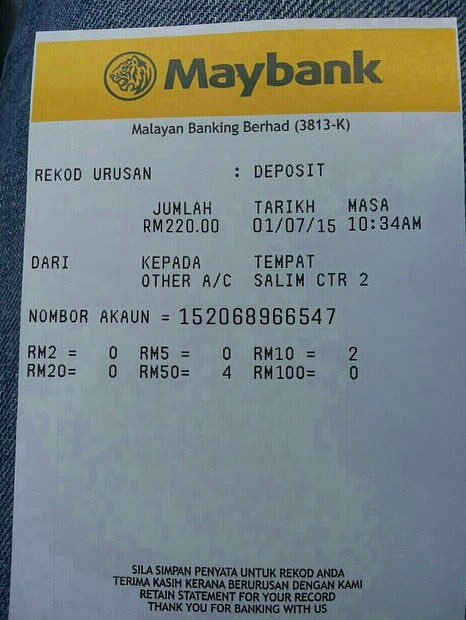 Maybank
Malayan Banking Berhad (3813-K)
REKOD URUSAN : DEPOSIT
JUMLAH TARIKH MASA
RM220.00 01/07/15 10:34AM
DARI KEPADA TEMPAT
OTHER A/C SALIM CTR 2
NOMBOR AKAUN = 152068966547
RM2 = 0 RM5 = 0 RM10 = 2
RM20= 0 RM50= 4 RM100= 0
SILA SIMPAN PENYATA UNTUK REKOD ANDA
TERIMA KASIH KERANA BERURUSAN DENGAN KAMI
RETAIN STATEMENT FOR YOUR RECORD
THANK YOU FOR BANKING WITH US